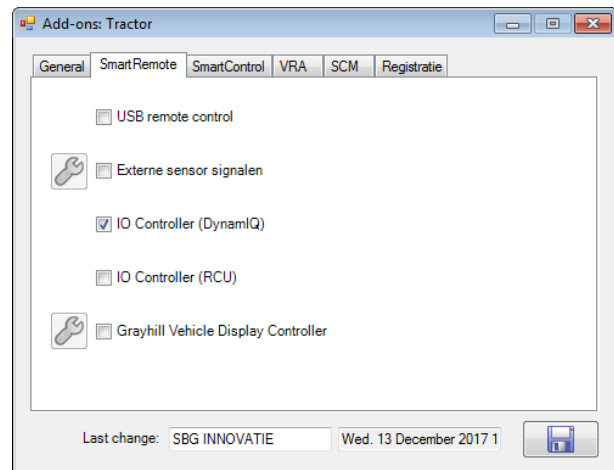 Add-ons: Tractor
General SmartRemote SmartControl VRA SCM Registratie
USB remote control
Externe sensor signalen
IO Controller (DynamIQ)
IO Controller (RCU)
Grayhill Vehicle Display Controller
Last change: SBG INNOVATIE Wed. 13 December 2017 1